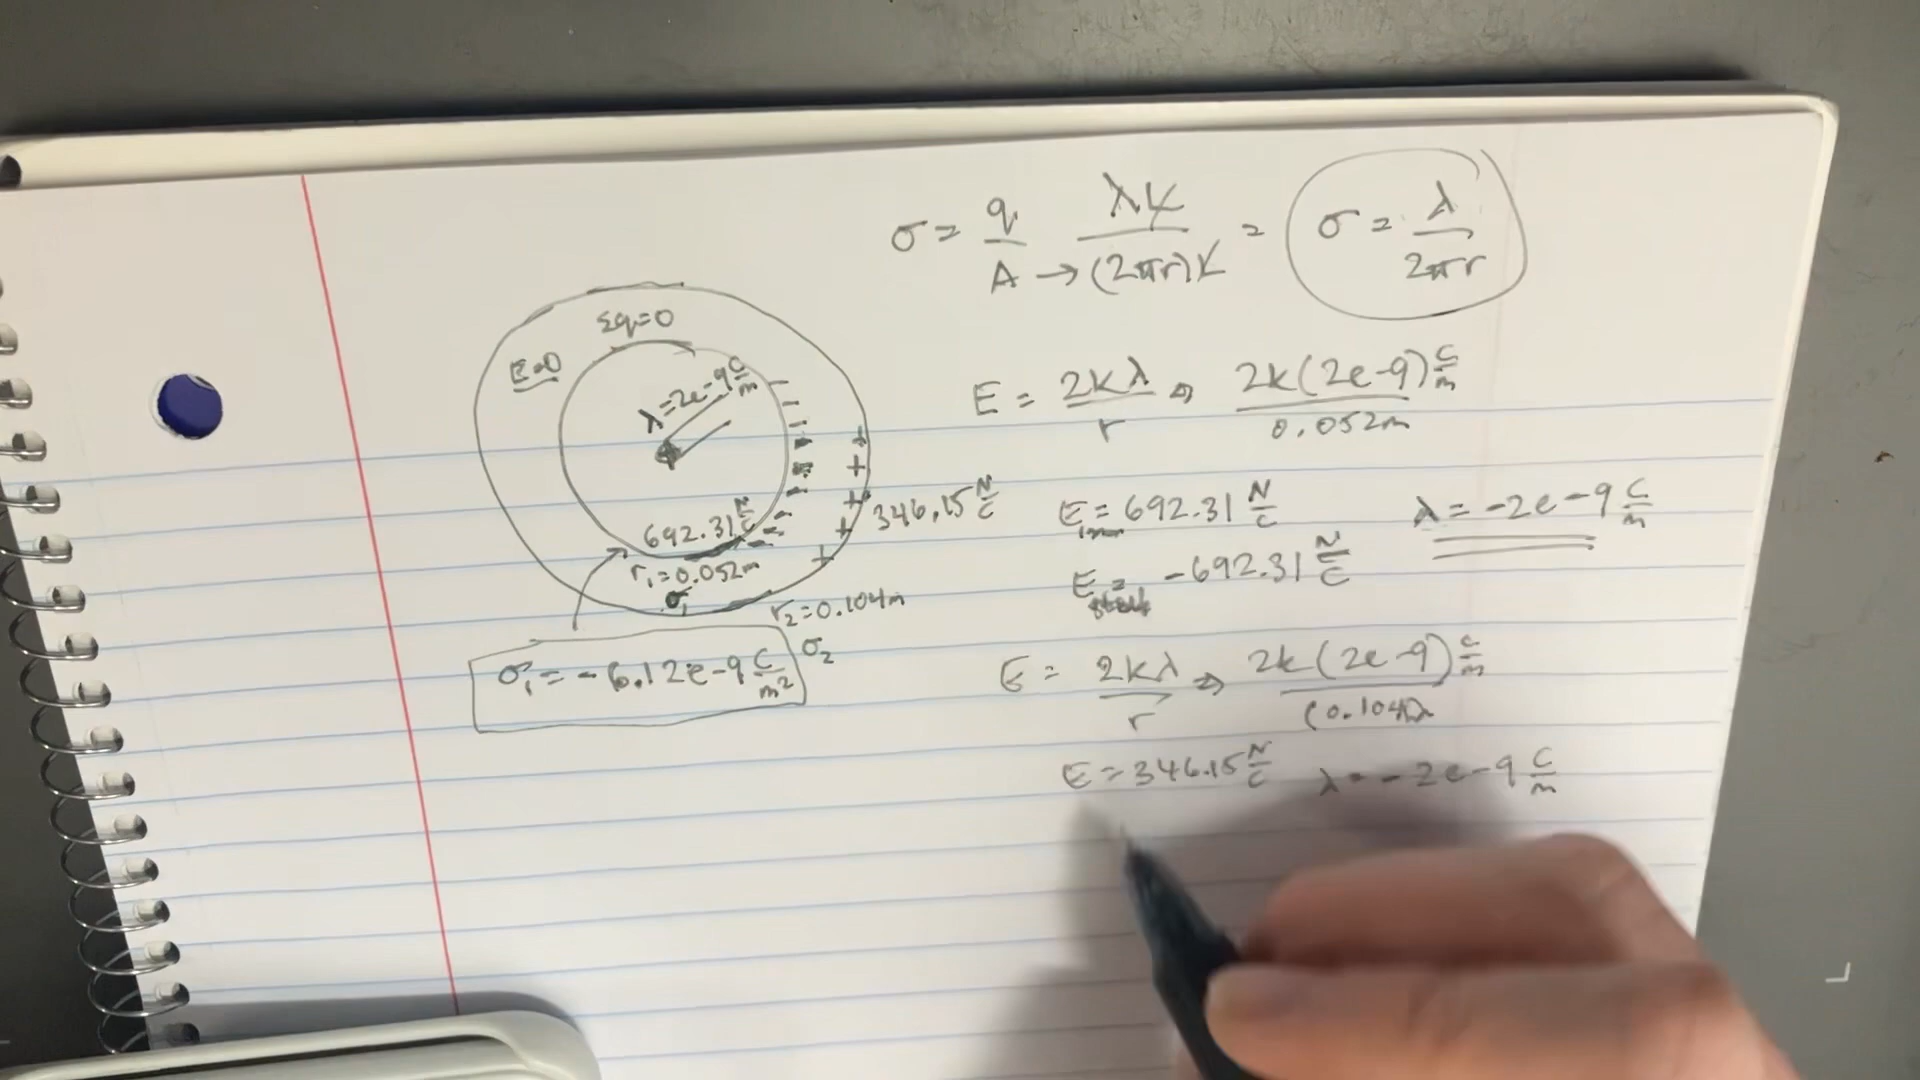 σ = q/A → λL/(2πr)L = σ = λ/2πr
Σq=0
E=0
λ=2e-9 C/m
E = 2kλ/r → 2k(2e-9) C/m / 0.052m
692.31 N/C
346.15 N/C
r₁=0.052m
σ₁
r₂=0.104m
σ₂
σ₁ = -6.12e-9 C/m²
E = 692.31 N/C
λ = -2e-9 C/m
E = -692.31 N/C
E = 2kλ/r → 2k(2e-9) C/m / (0.104)
E = 346.15 N/C
λ = -2e-9 C/m